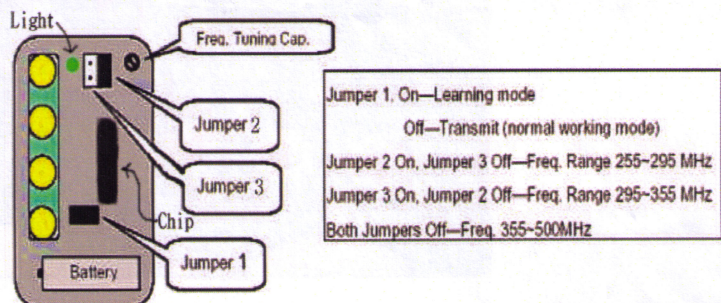 Light
Freq. Tuning Cap.
Jumper 2
Jumper 3
Chip
Jumper 1
Battery
Jumper 1, On—Learning mode
Off—Transmit (normal working mode)
Jumper 2 On, Jumper 3 Off—Freq. Range 255~295 MHz
Jumper 3 On, Jumper 2 Off—Freq. Range 295~355 MHz
Both Jumpers Off—Freq. 355~500MHz